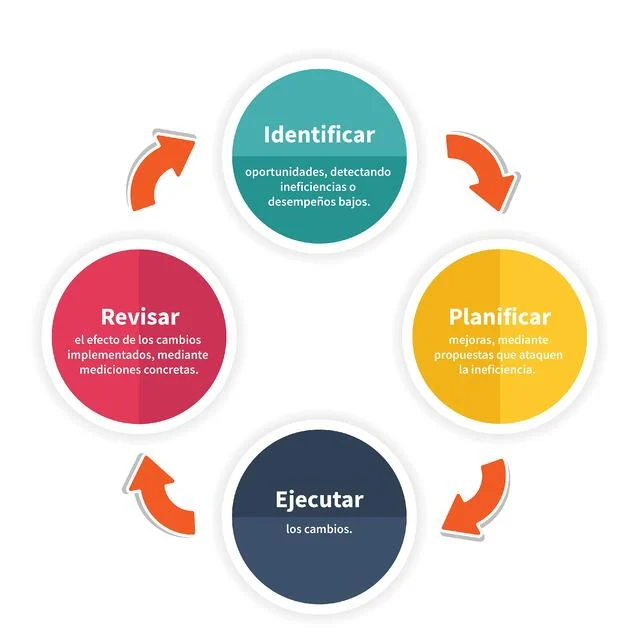 Identificar
oportunidades, detectando
ineficiencias o
desempeños bajos.
Planificar
mejoras, mediante
propuestas que ataquen
la ineficiencia.
Ejecutar
los cambios.
Revisar
el efecto de los cambios
implementados, mediante
mediciones concretas.